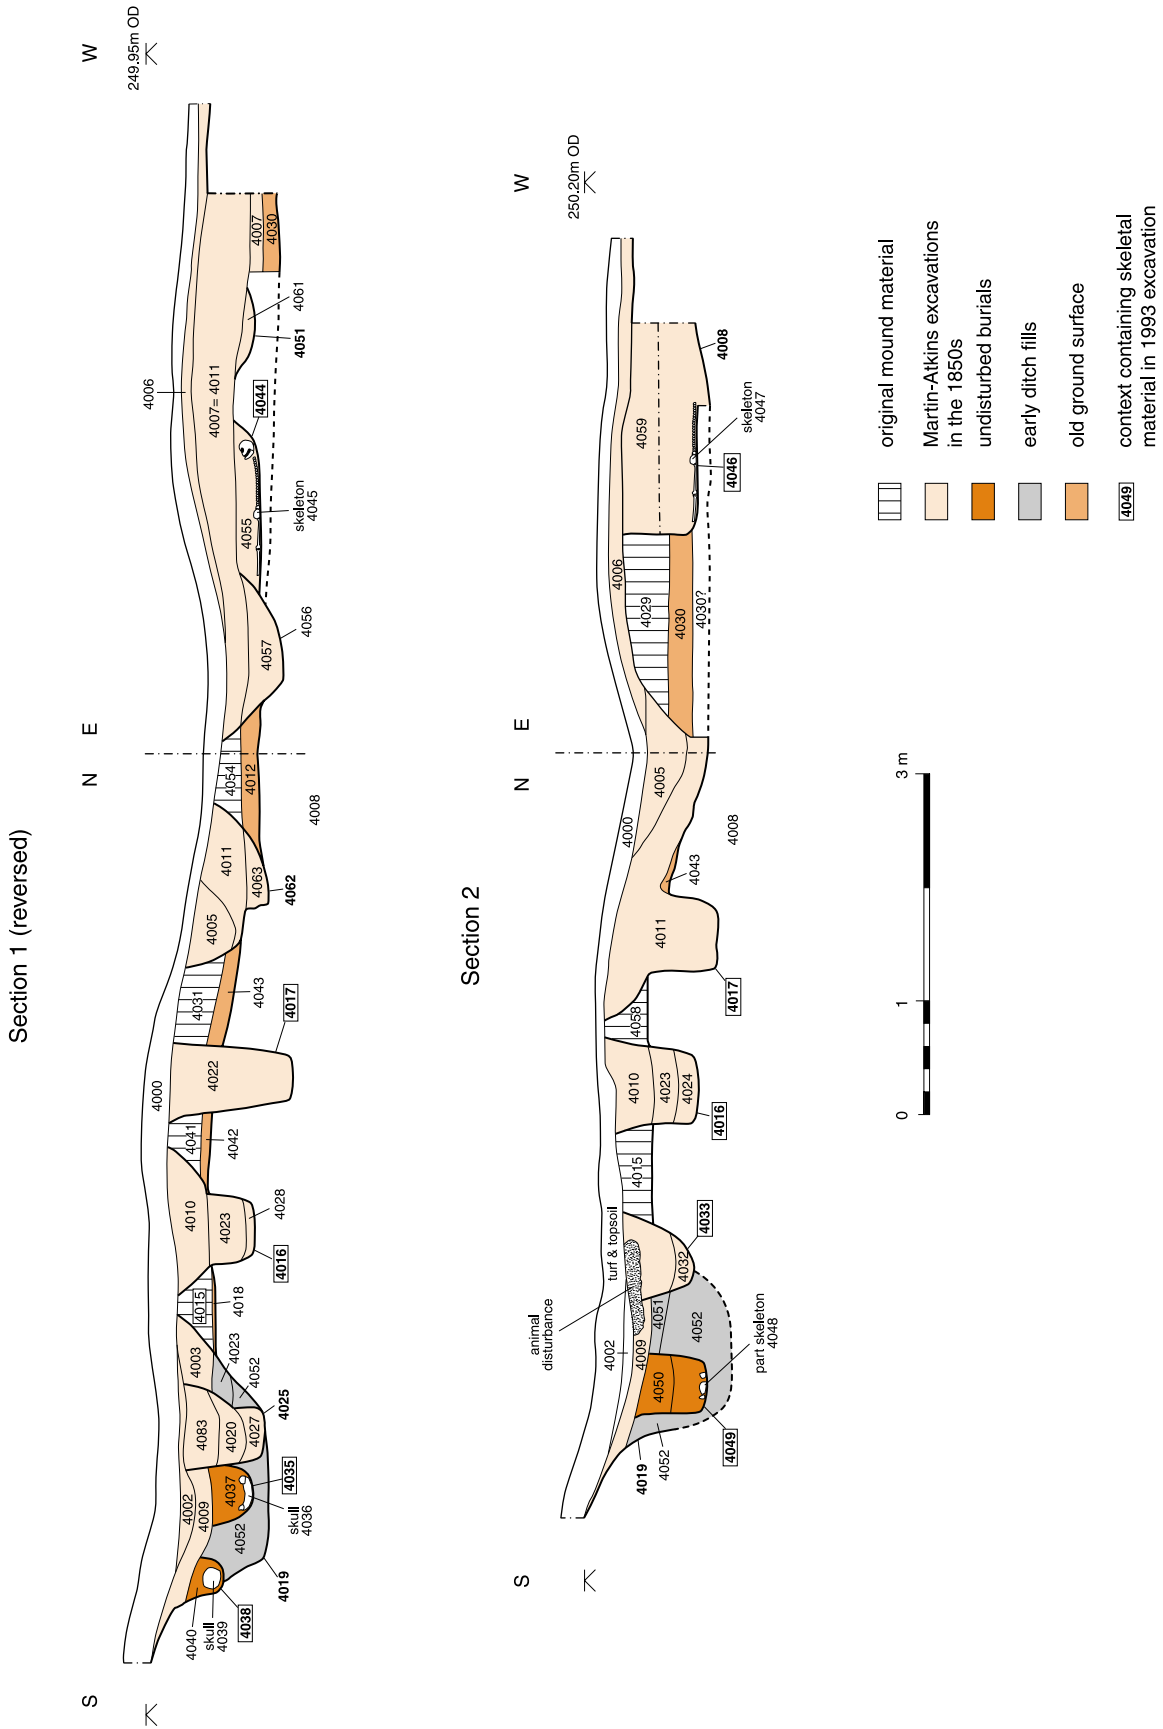 Section 1 (reversed)
S
N
E
W
249.95m OD
4040
skull
4039
4038
4002
4009
4037
4052
4019
skull
4036
4035
4083
4020
4027
4025
4003
4023
4052
4015
4018
4010
4023
4028
4016
4041
4042
4000
4022
4017
4031
4043
4005
4011
4063
4062
4054
4012
4008
4057
4056
4055
skeleton
4045
4044
4006
4007= 4011
4051
4061
4007
4030
Section 2
S
N
E
W
250.20m OD
4019
4052
4002
4009
4050
4049
part skeleton
4048
animal
disturbance
turf & topsoil
4051
4052
4032
4033
4015
4010
4023
4024
4016
4058
4011
4017
4000
4005
4043
4008
4006
4029
4030
4030?
4059
4046
skeleton
4047
4008
0
1
3 m
original mound material
Martin-Atkins excavations
in the 1850s
undisturbed burials
early ditch fills
old ground surface
4049
context containing skeletal
material in 1993 excavation